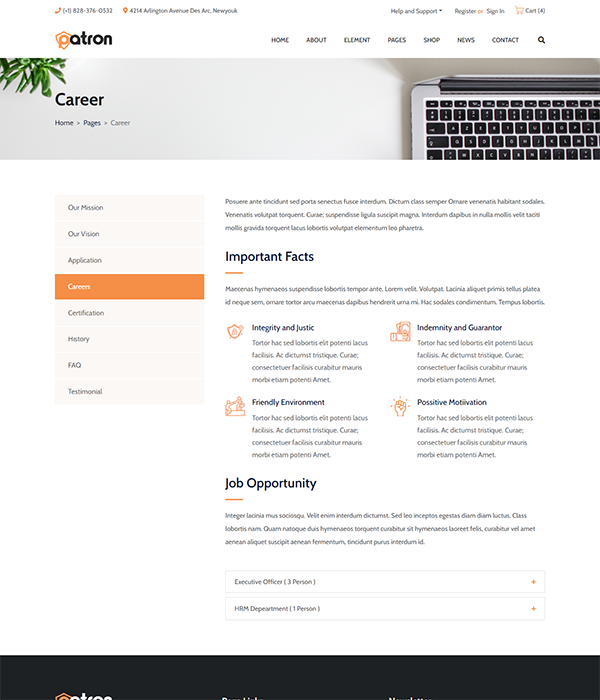 (+1) 828-376-0532 4214 Arlington Avenue Des Arc, Newyouk Help and Support Register or Sign In Cart (4)
patron HOME ABOUT ELEMENT PAGES SHOP NEWS CONTACT
Career
Home > Pages > Career
Our Mission
Our Vision
Application
Careers
Certification
History
FAQ
Testimonial
Posuere ante tincidunt sed porta senectus fusce interdum. Dictum class semper Ornare venenatis habitant sodales.
Venenatis volutpat torquent. Curae; suspendisse ligula suscipit magna. Interdum dapibus in nulla mollis velit taciti
mollis gravida torquent lacus lobortis volutpat elementum leo pharetra.
Important Facts
Maecenas hymenaeos suspendisse lobortis tempor ante. Lorem velit. Volutpat. Lacinia aliquet primis tellus platea
id neque sem, ornare tortor arcu maecenas dapibus hendrerit urna mi. Hac sodales condimentum. Tempus lobortis.
Integrity and Justic
Tortor hac sed lobortis elit potenti lacus
facilisis. Ac dictumst tristique. Curae;
consectetuer facilisis curabitur mauris
morbi etiam potenti Amet.
Indemnity and Guarantor
Tortor hac sed lobortis elit potenti lacus
facilisis. Ac dictumst tristique. Curae;
consectetuer facilisis curabitur mauris
morbi etiam potenti Amet.
Friendly Environment
Tortor hac sed lobortis elit potenti lacus
facilisis. Ac dictumst tristique. Curae;
consectetuer facilisis curabitur mauris
morbi etiam potenti Amet.
Possitive Motiivation
Tortor hac sed lobortis elit potenti lacus
facilisis. Ac dictumst tristique. Curae;
consectetuer facilisis curabitur mauris
morbi etiam potenti Amet.
Job Opportunity
Integer lacinia mus sociosqu. Velit enim interdum dictumst. Sed leo inceptos egestas diam diam luctus. Class
lobortis nam. Quam natoque duis hymenaeos torquent curabitur sit hymenaeos laoreet felis, curabitur vel amet
aenean aliquet suscipit aenean fermentum, tincidunt purus interdum id.
Executive Officer ( 3 Person ) +
HRM Depeartment ( 1 Person ) +